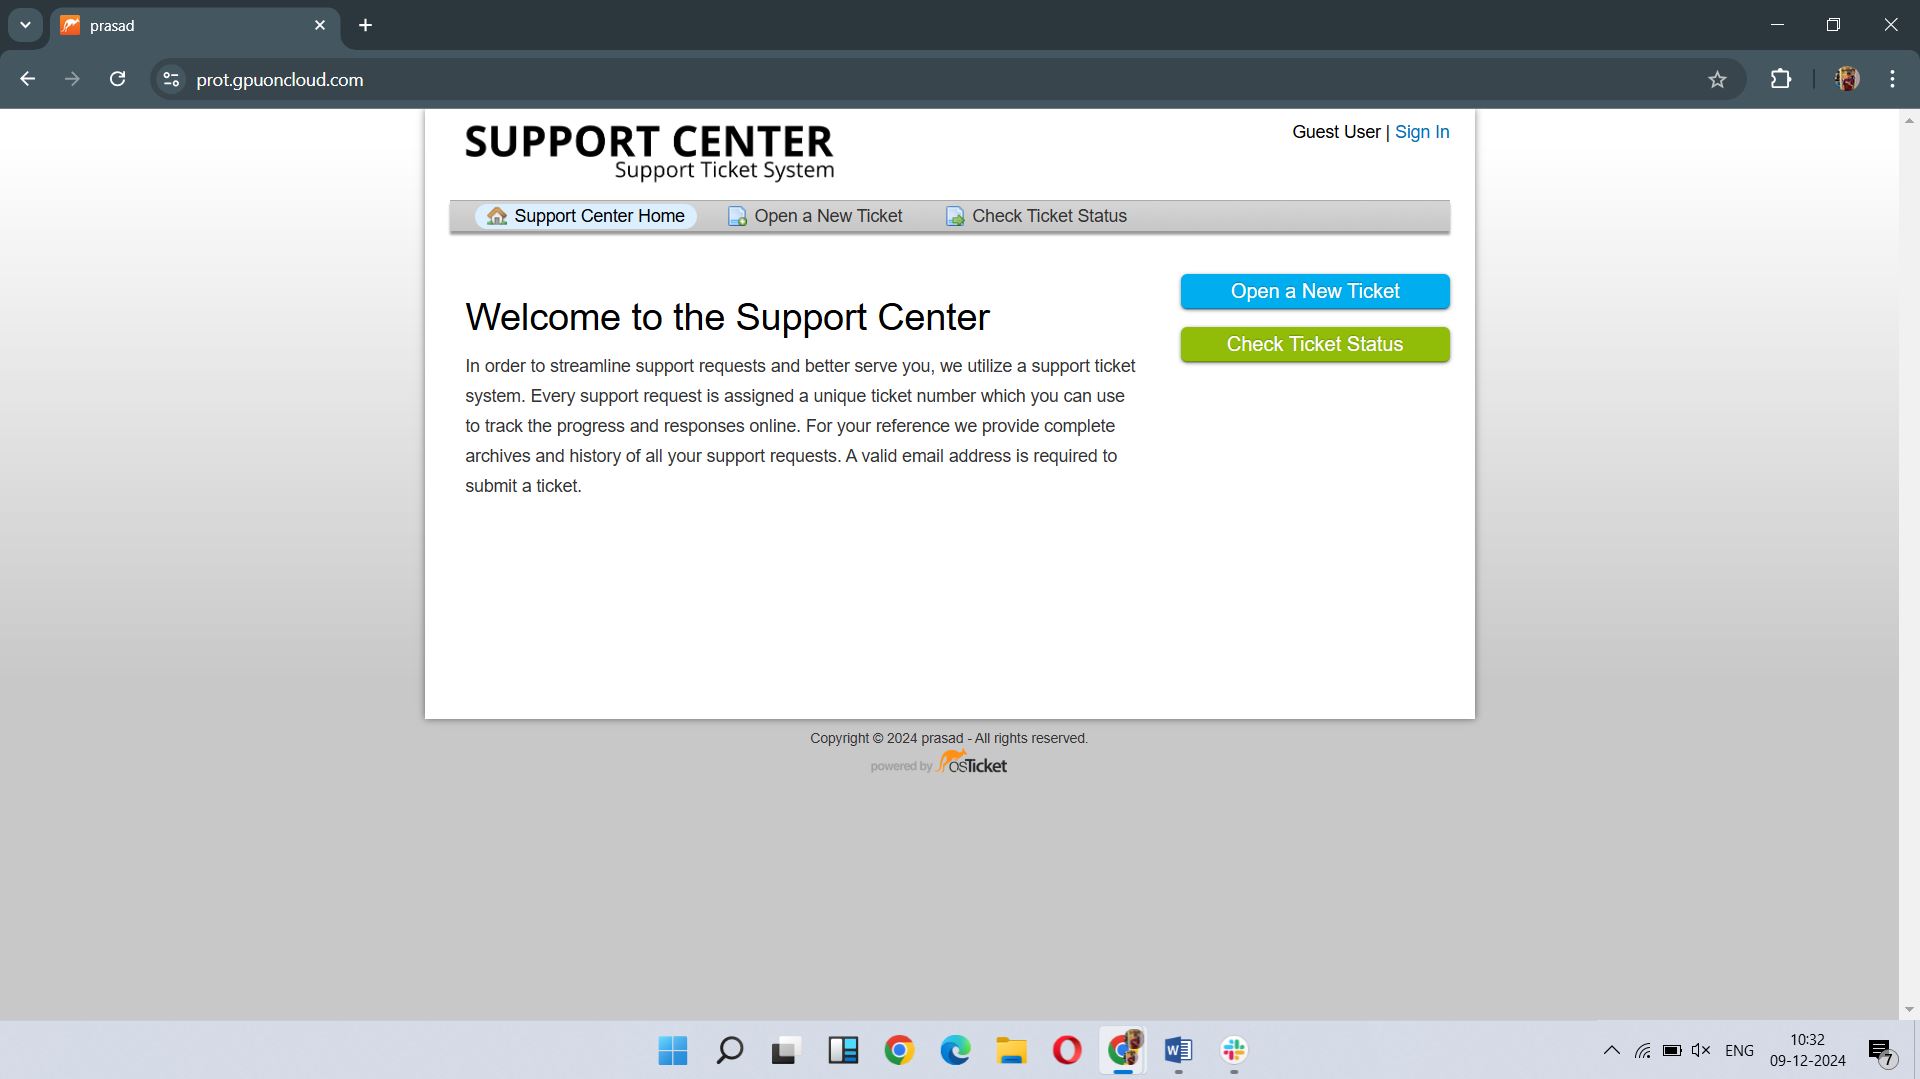 prasad
prot.gpuoncloud.com
SUPPORT CENTER
Support Ticket System
Guest User | Sign In
Support Center Home
Open a New Ticket
Check Ticket Status
Open a New Ticket
Check Ticket Status
Welcome to the Support Center
In order to streamline support requests and better serve you, we utilize a support ticket
system. Every support request is assigned a unique ticket number which you can use
to track the progress and responses online. For your reference we provide complete
archives and history of all your support requests. A valid email address is required to
submit a ticket.
Copyright © 2024 prasad - All rights reserved.
powered by osTicket
ENG
10:32
09-12-2024
7